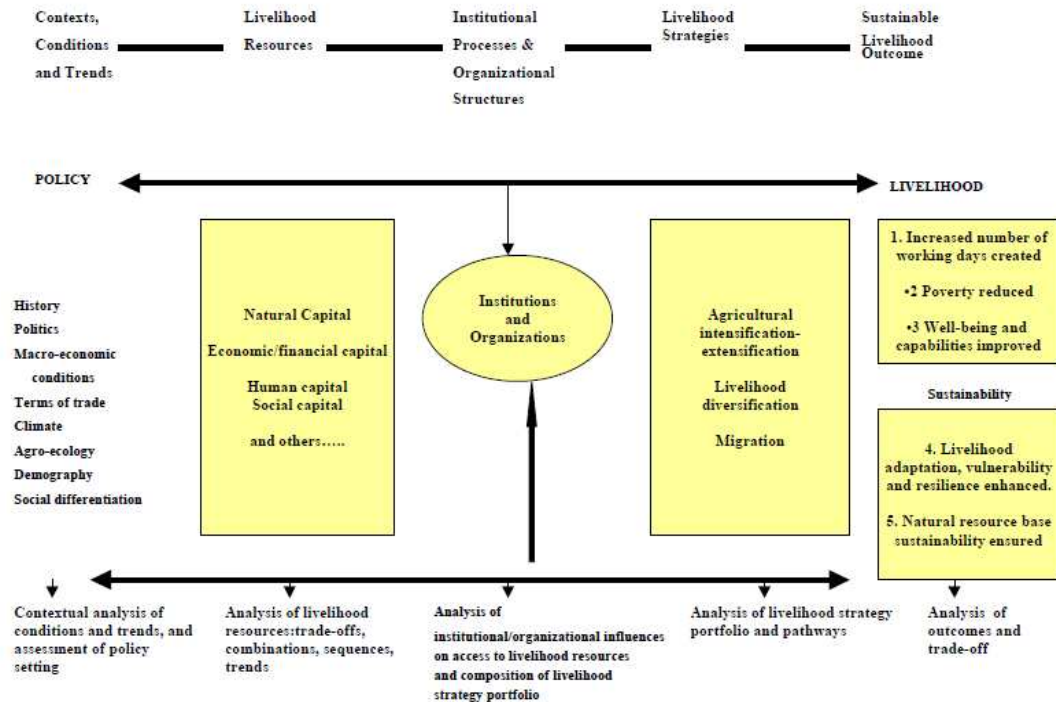 Contexts,
Conditions
and Trends
Livelihood
Resources
Institutional
Processes &
Organizational
Structures
Livelihood
Strategies
Sustainable
Livelihood
Outcome
POLICY
LIVELIHOOD
History
Politics
Macro-economic
conditions
Terms of trade
Climate
Agro-ecology
Demography
Social differentiation
Natural Capital
Economic/financial capital
Human capital
Social capital
and others.....
Institutions
and
Organizations
Agricultural
intensification-
extensification
Livelihood
diversification
Migration
1. Increased number of
working days created
•2 Poverty reduced
•3 Well-being and
capabilities improved
Sustainability
4. Livelihood
adaptation, vulnerability
and resilience enhanced.
5. Natural resource base
sustainability ensured
Contextual analysis of
conditions and trends, and
assessment of policy
setting
Analysis of livelihood
resources:trade-offs,
combinations, sequences,
trends
Analysis of
institutional/organizational influences
on access to livelihood resources
and composition of livelihood
strategy portfolio
Analysis of livelihood strategy
portfolio and pathways
Analysis of
outcomes and
trade-off